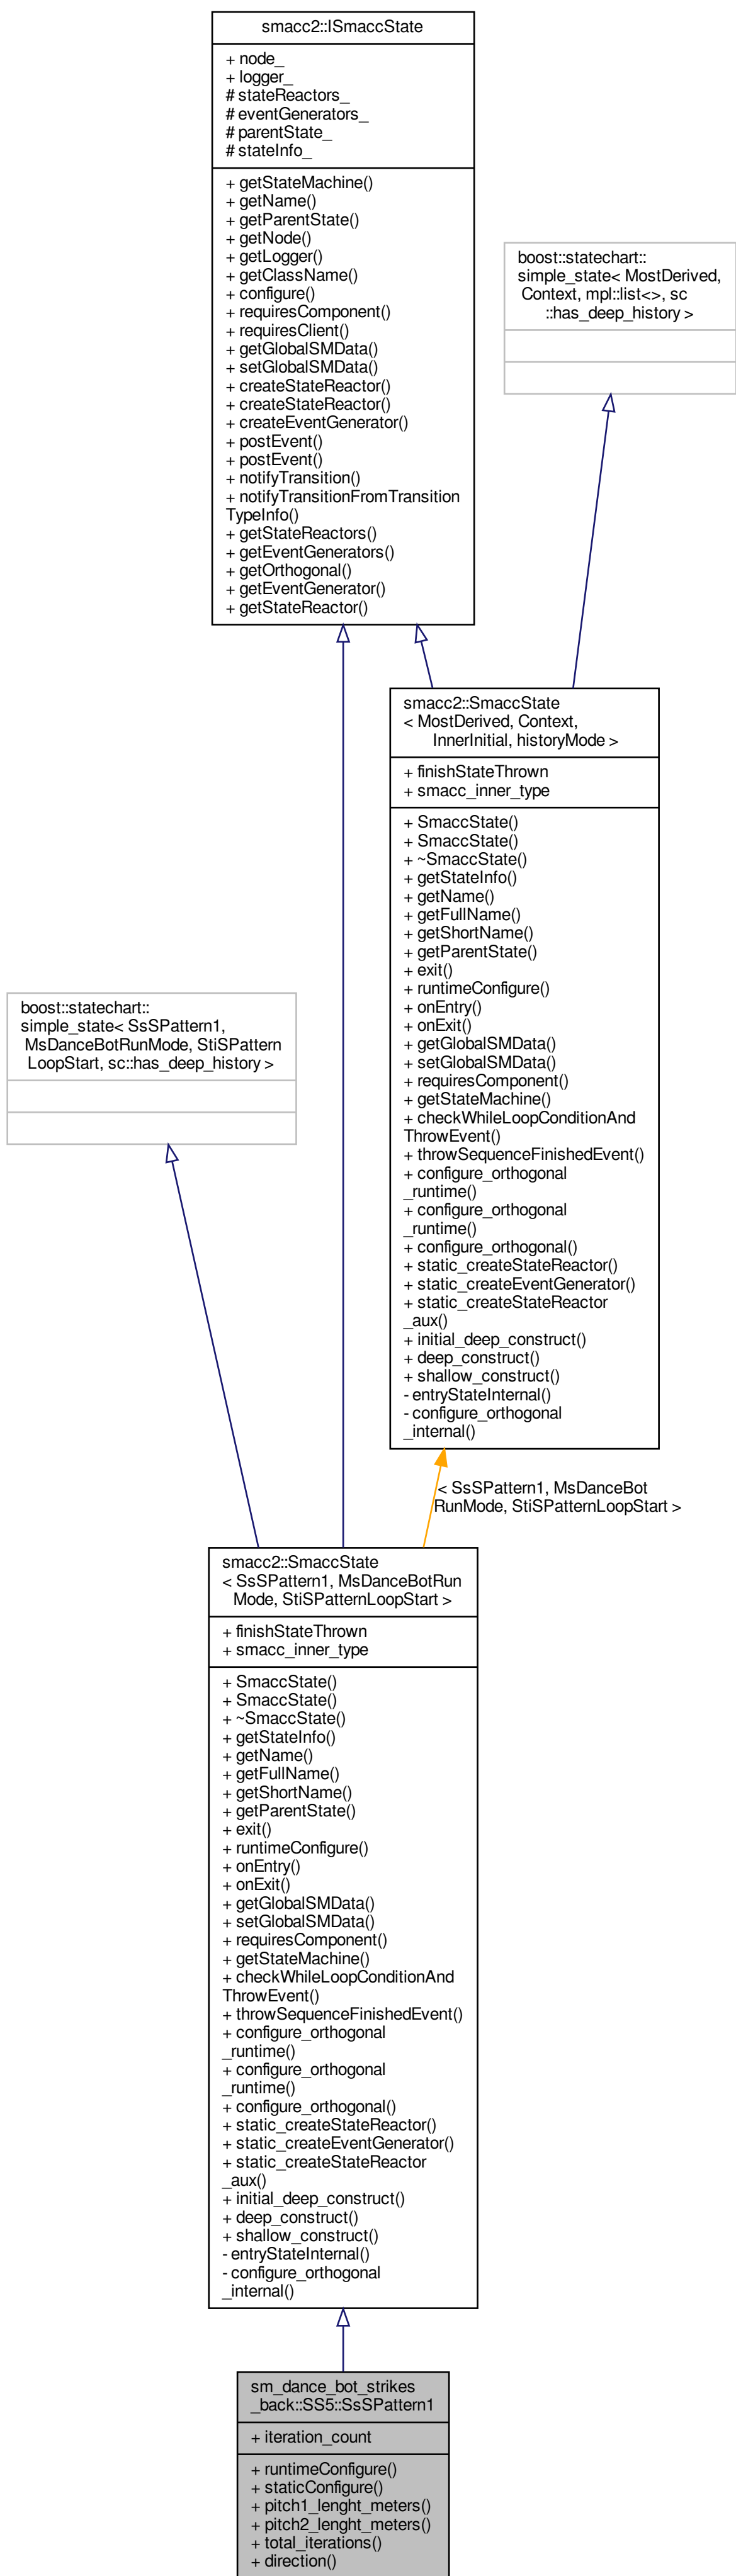 smacc2::ISmaccState
+ node_
+ logger_
# stateReactors_
# eventGenerators_
# parentState_
# stateInfo_
+ getStateMachine()
+ getName()
+ getParentState()
+ getNode()
+ getLogger()
+ getClassName()
+ configure()
+ requiresComponent()
+ requiresClient()
+ getGlobalSMData()
+ setGlobalSMData()
+ createStateReactor()
+ createStateReactor()
+ createEventGenerator()
+ postEvent()
+ postEvent()
+ notifyTransition()
+ notifyTransitionFromTransition
TypeInfo()
+ getStateReactors()
+ getEventGenerators()
+ getOrthogonal()
+ getEventGenerator()
+ getStateReactor()
boost::statechart::
simple_state< MostDerived,
Context, mpl::list<>, sc
::has_deep_history >
smacc2::SmaccState
< MostDerived, Context,
InnerInitial, historyMode >
+ finishStateThrown
+ smacc_inner_type
+ SmaccState()
+ SmaccState()
+ ~SmaccState()
+ getStateInfo()
+ getName()
+ getFullName()
+ getShortName()
+ getParentState()
+ exit()
+ runtimeConfigure()
+ onEntry()
+ onExit()
+ getGlobalSMData()
+ setGlobalSMData()
+ requiresComponent()
+ getStateMachine()
+ checkWhileLoopConditionAnd
ThrowEvent()
+ throwSequenceFinishedEvent()
+ configure_orthogonal
_runtime()
+ configure_orthogonal
_runtime()
+ configure_orthogonal()
+ static_createStateReactor()
+ static_createEventGenerator()
+ static_createStateReactor
_aux()
+ initial_deep_construct()
+ deep_construct()
+ shallow_construct()
- entryStateInternal()
- configure_orthogonal
_internal()
boost::statechart::
simple_state< SsSPattern1,
MsDanceBotRunMode, StiSPattern
LoopStart, sc::has_deep_history >
< SsSPattern1, MsDanceBot
RunMode, StiSPatternLoopStart >
smacc2::SmaccState
< SsSPattern1, MsDanceBotRun
Mode, StiSPatternLoopStart >
+ finishStateThrown
+ smacc_inner_type
+ SmaccState()
+ SmaccState()
+ ~SmaccState()
+ getStateInfo()
+ getName()
+ getFullName()
+ getShortName()
+ getParentState()
+ exit()
+ runtimeConfigure()
+ onEntry()
+ onExit()
+ getGlobalSMData()
+ setGlobalSMData()
+ requiresComponent()
+ getStateMachine()
+ checkWhileLoopConditionAnd
ThrowEvent()
+ throwSequenceFinishedEvent()
+ configure_orthogonal
_runtime()
+ configure_orthogonal
_runtime()
+ configure_orthogonal()
+ static_createStateReactor()
+ static_createEventGenerator()
+ static_createStateReactor
_aux()
+ initial_deep_construct()
+ deep_construct()
+ shallow_construct()
- entryStateInternal()
- configure_orthogonal
_internal()
sm_dance_bot_strikes
_back::SS5::SsSPattern1
+ iteration_count
+ runtimeConfigure()
+ staticConfigure()
+ pitch1_lenght_meters()
+ pitch2_lenght_meters()
+ total_iterations()
+ direction()